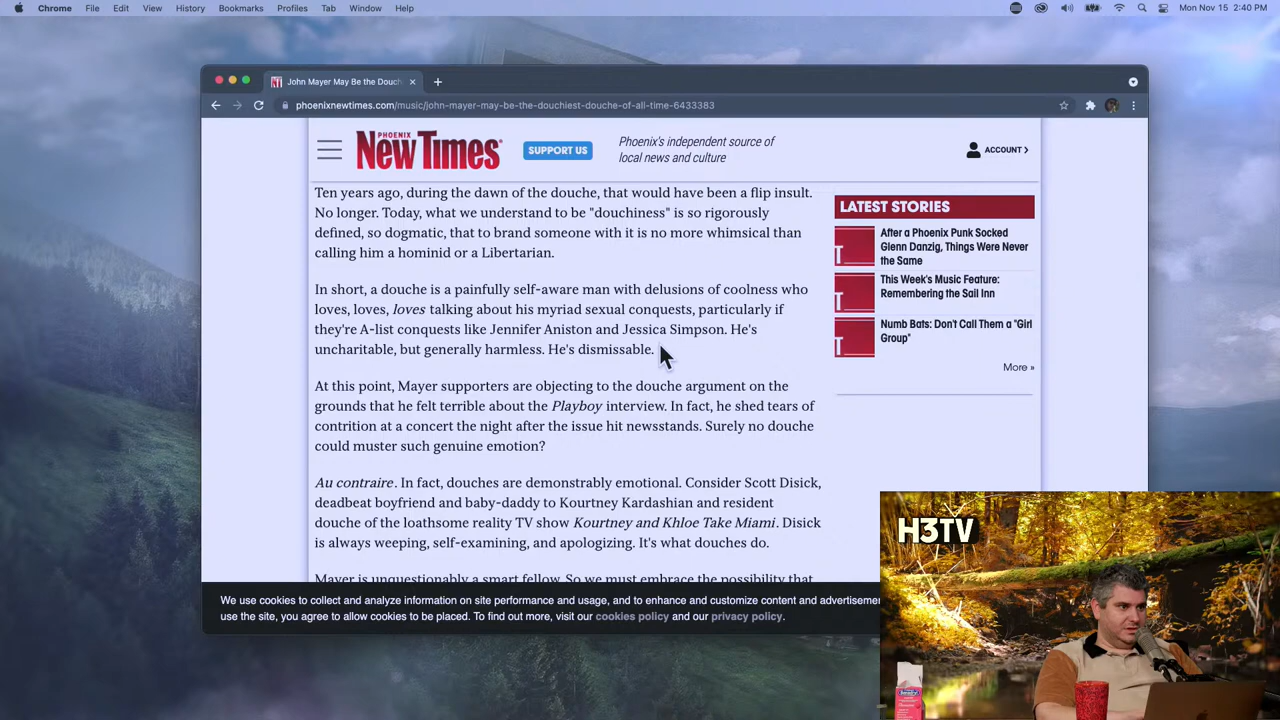 Chrome File Edit View History Bookmarks Profiles Tab Window Help Mon Nov 15 2:40 PM
John Mayer May Be the Douch
phoenixnewtimes.com/music/john-mayer-may-be-the-douchiest-douche-of-all-time-6433383
PHOENIX
New Times
SUPPORT US
Phoenix's independent source of
local news and culture
ACCOUNT
Ten years ago, during the dawn of the douche, that would have been a flip insult.
No longer. Today, what we understand to be "douchiness" is so rigorously
defined, so dogmatic, that to brand someone with it is no more whimsical than
calling him a hominid or a Libertarian.
In short, a douche is a painfully self-aware man with delusions of coolness who
loves, loves, loves talking about his myriad sexual conquests, particularly if
they're A-list conquests like Jennifer Aniston and Jessica Simpson. He's
uncharitable, but generally harmless. He's dismissable.
At this point, Mayer supporters are objecting to the douche argument on the
grounds that he felt terrible about the Playboy interview. In fact, he shed tears of
contrition at a concert the night after the issue hit newsstands. Surely no douche
could muster such genuine emotion?
Au contraire. In fact, douches are demonstrably emotional. Consider Scott Disick,
deadbeat boyfriend and baby-daddy to Kourtney Kardashian and resident
douche of the loathsome reality TV show Kourtney and Khloe Take Miami. Disick
is always weeping, self-examining, and apologizing. It's what douches do.
Mayer is unquestionably a smart fellow. So we must embrace the possibility that
LATEST STORIES
After a Phoenix Punk Socked
Glenn Danzig, Things Were Never
the Same
This Week's Music Feature:
Remembering the Sail Inn
Numb Bats: Don't Call Them a "Girl
Group"
More »
We use cookies to collect and analyze information on site performance and usage, and to enhance and customize content and advertiseme
use the site, you agree to allow cookies to be placed. To find out more, visit our cookies policy and our privacy policy.
H3TV